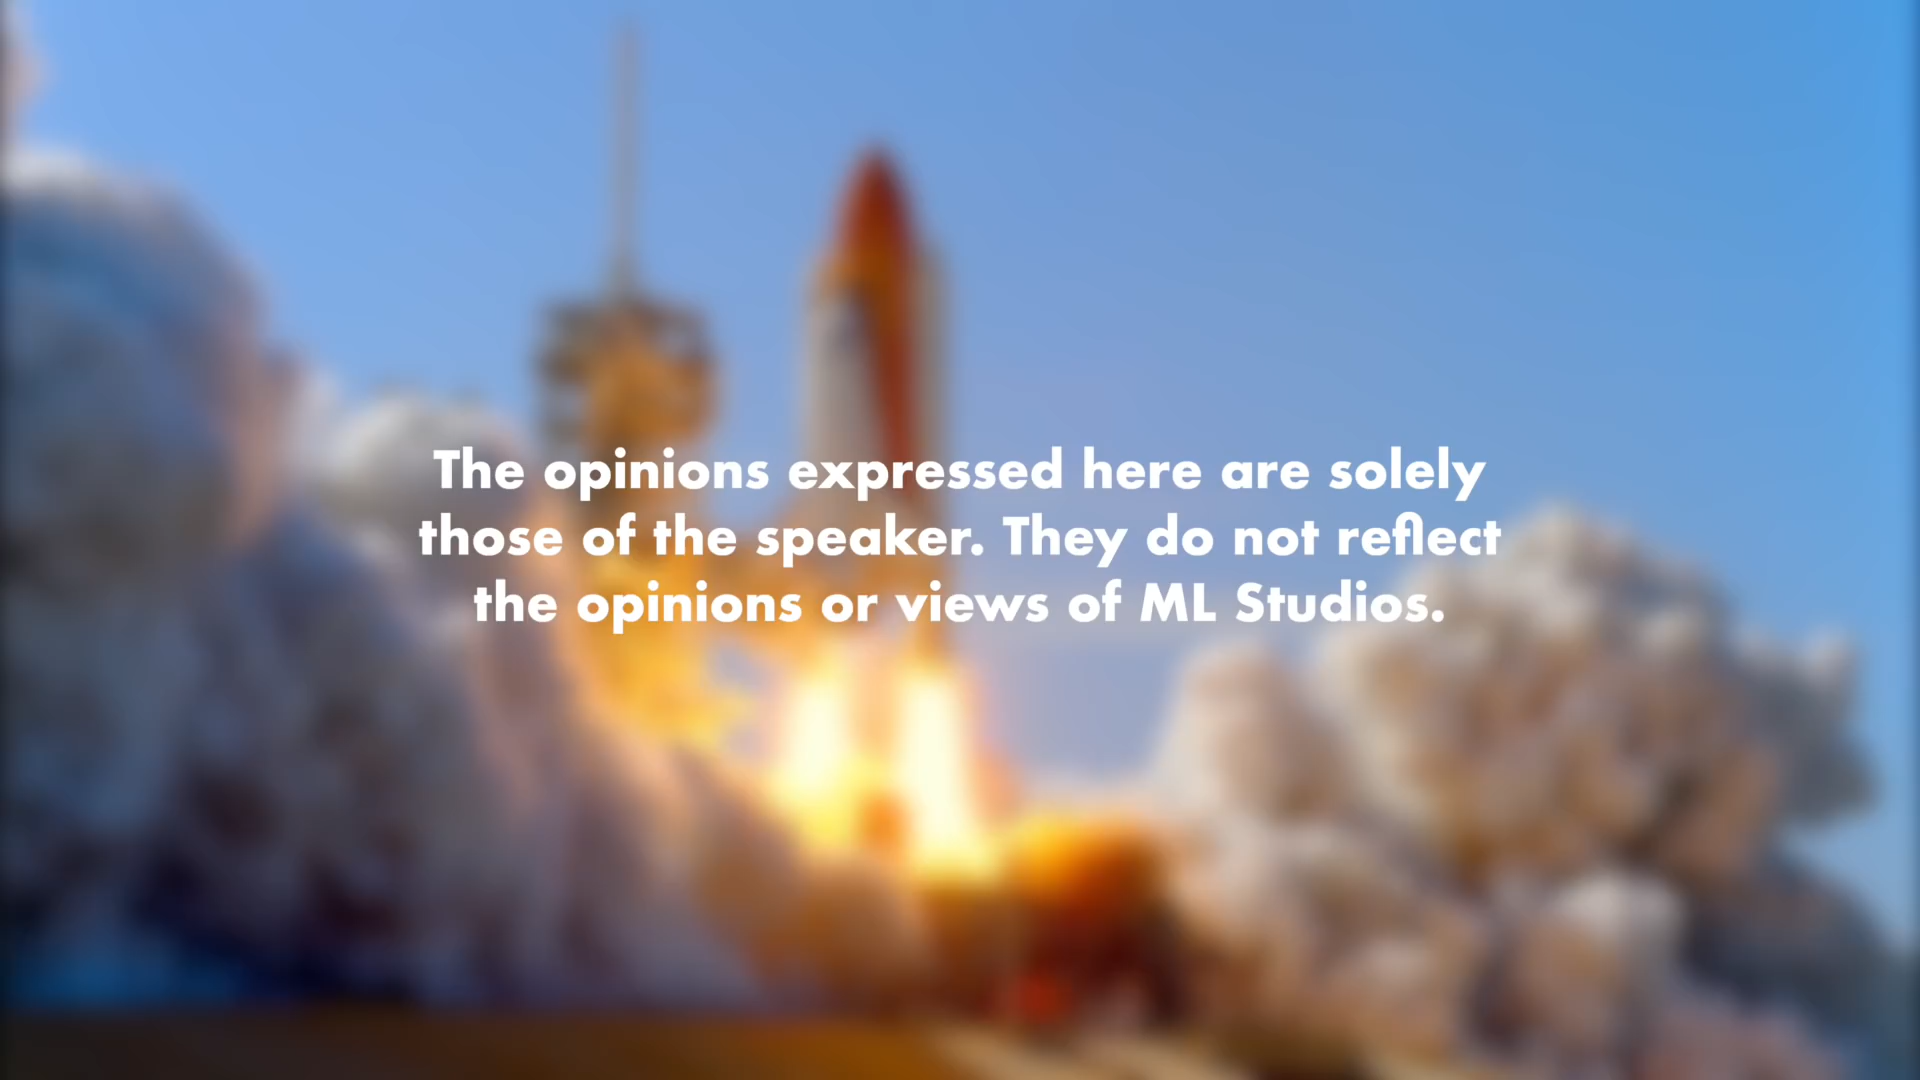 The opinions expressed here are solely
those of the speaker. They do not reflect
the opinions or views of ML Studios.